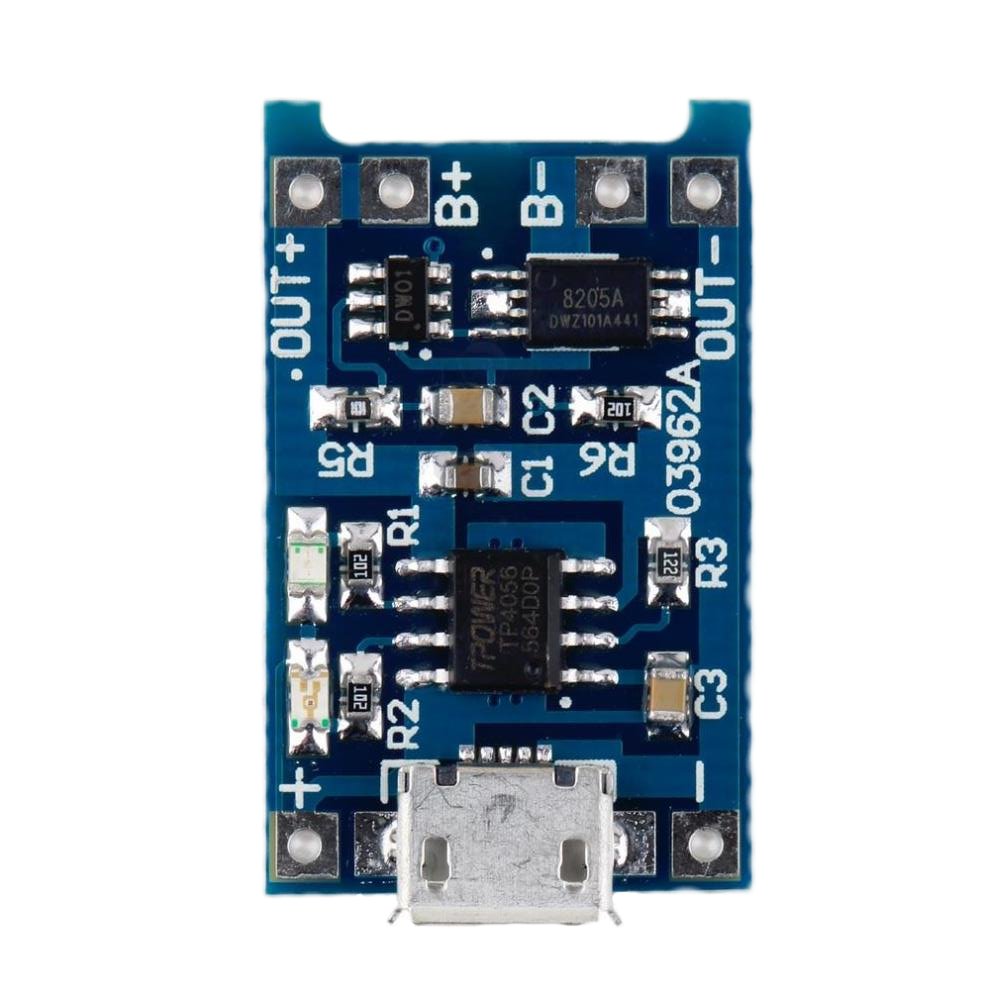 B+
B-
OUT+
OUT-
DW01
8205A
DWZ101A441
03962A
C2
102
R5
R6
C1
R1
102
TPOWER
TP4056
564D0P
122
R3
102
R2
C3
+
-